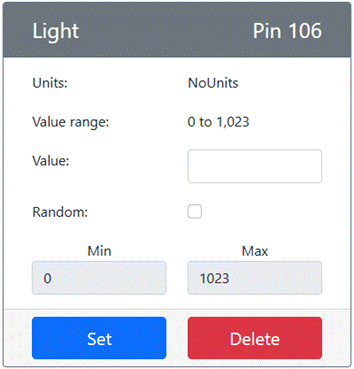 Light Pin 106
Units: NoUnits
Value range: 0 to 1,023
Value:
Random:
Min Max
0 1023
Set Delete